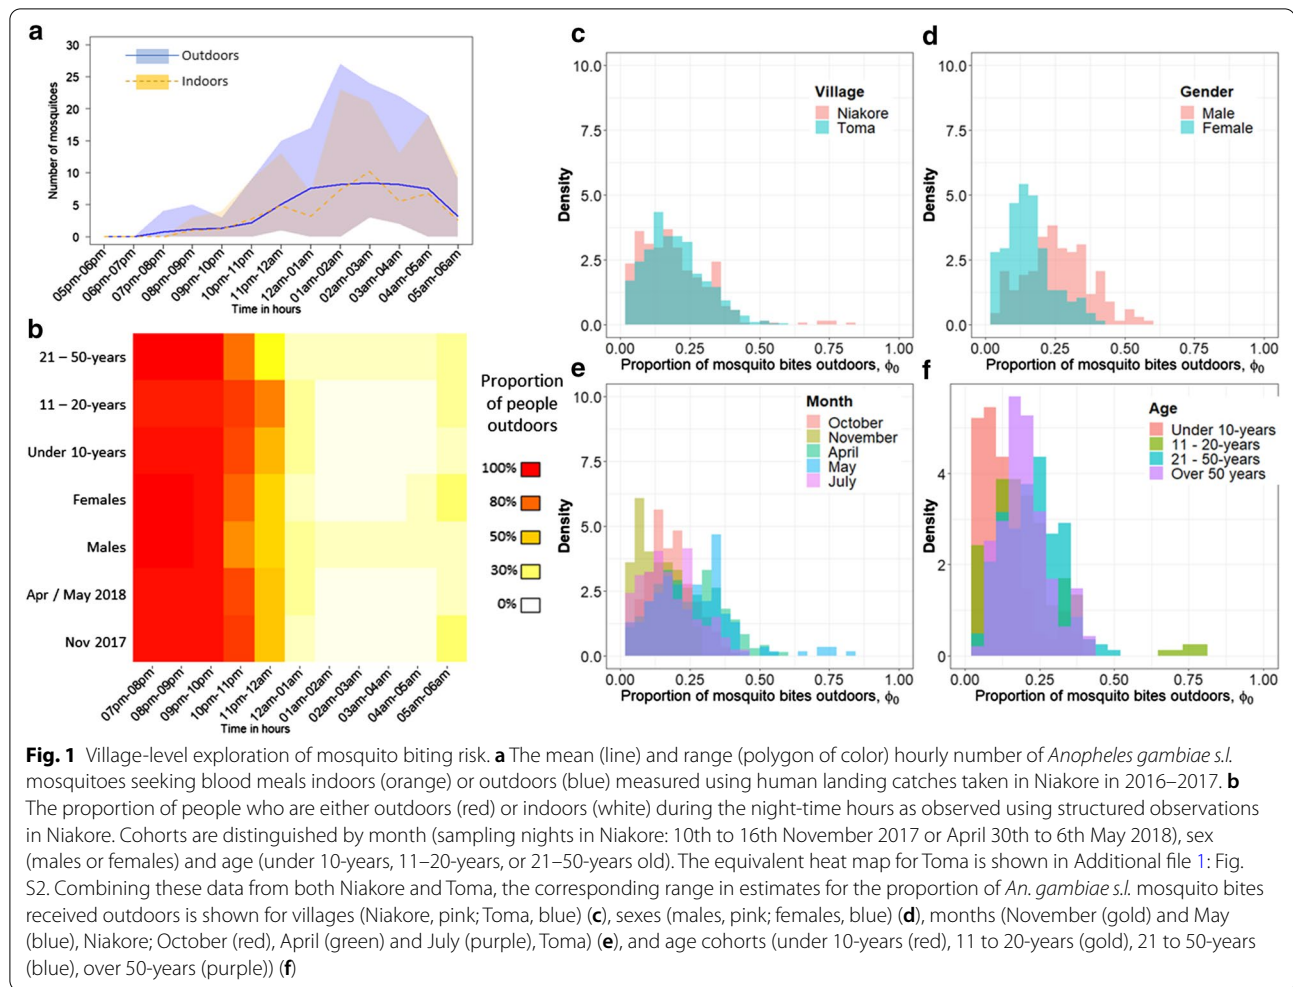 a
30
25
20
15
10
5
0
Number of mosquitoes
Outdoors
Indoors
05pm-06pm
06pm-07pm
07pm-08pm
08pm-09pm
09pm-10pm
10pm-11pm
11pm-12am
12am-01am
01am-02am
02am-03am
03am-04am
04am-05am
05am-06am
Time in hours
b
21 – 50-years
11 – 20-years
Under 10-years
Females
Males
Apr / May 2018
Nov 2017
07pm-08pm
08pm-09pm
09pm-10pm
10pm-11pm
11pm-12am
12am-01am
01am-02am
02am-03am
03am-04am
04am-05am
05am-06am
Time in hours
Proportion
of people
outdoors
100%
80%
50%
30%
0%
c
10.0
7.5
5.0
2.5
0.0
Density
Village
Niakore
Toma
0.00 0.25 0.50 0.75 1.00
Proportion of mosquito bites outdoors, ϕ0
d
10.0
7.5
5.0
2.5
0.0
Density
Gender
Male
Female
0.00 0.25 0.50 0.75 1.00
Proportion of mosquito bites outdoors, ϕ0
e
10.0
7.5
5.0
2.5
0.0
Density
Month
October
November
April
May
July
0.00 0.25 0.50 0.75 1.00
Proportion of mosquito bites outdoors, ϕ0
f
4
2
0
Density
Age
Under 10-years
11 - 20-years
21 - 50-years
Over 50 years
0.00 0.25 0.50 0.75 1.00
Proportion of mosquito bites outdoors, ϕ0
Fig. 1 Village-level exploration of mosquito biting risk. a The mean (line) and range (polygon of color) hourly number of Anopheles gambiae s.l.
mosquitoes seeking blood meals indoors (orange) or outdoors (blue) measured using human landing catches taken in Niakore in 2016–2017. b
The proportion of people who are either outdoors (red) or indoors (white) during the night-time hours as observed using structured observations
in Niakore. Cohorts are distinguished by month (sampling nights in Niakore: 10th to 16th November 2017 or April 30th to 6th May 2018), sex
(males or females) and age (under 10-years, 11–20-years, or 21–50-years old). The equivalent heat map for Toma is shown in Additional file 1: Fig.
S2. Combining these data from both Niakore and Toma, the corresponding range in estimates for the proportion of An. gambiae s.l. mosquito bites
received outdoors is shown for villages (Niakore, pink; Toma, blue) (c), sexes (males, pink; females, blue) (d), months (November (gold) and May
(blue), Niakore; October (red), April (green) and July (purple), Toma) (e), and age cohorts (under 10-years (red), 11 to 20-years (gold), 21 to 50-years
(blue), over 50-years (purple)) (f)